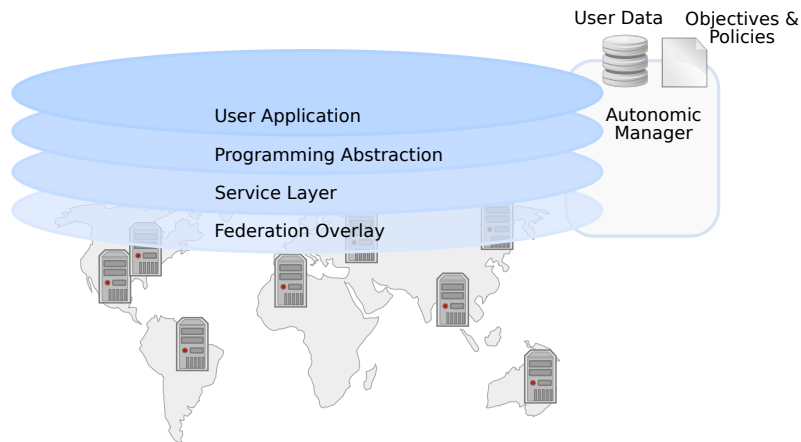 User Data
Objectives &
Policies
Autonomic
Manager
User Application
Programming Abstraction
Service Layer
Federation Overlay